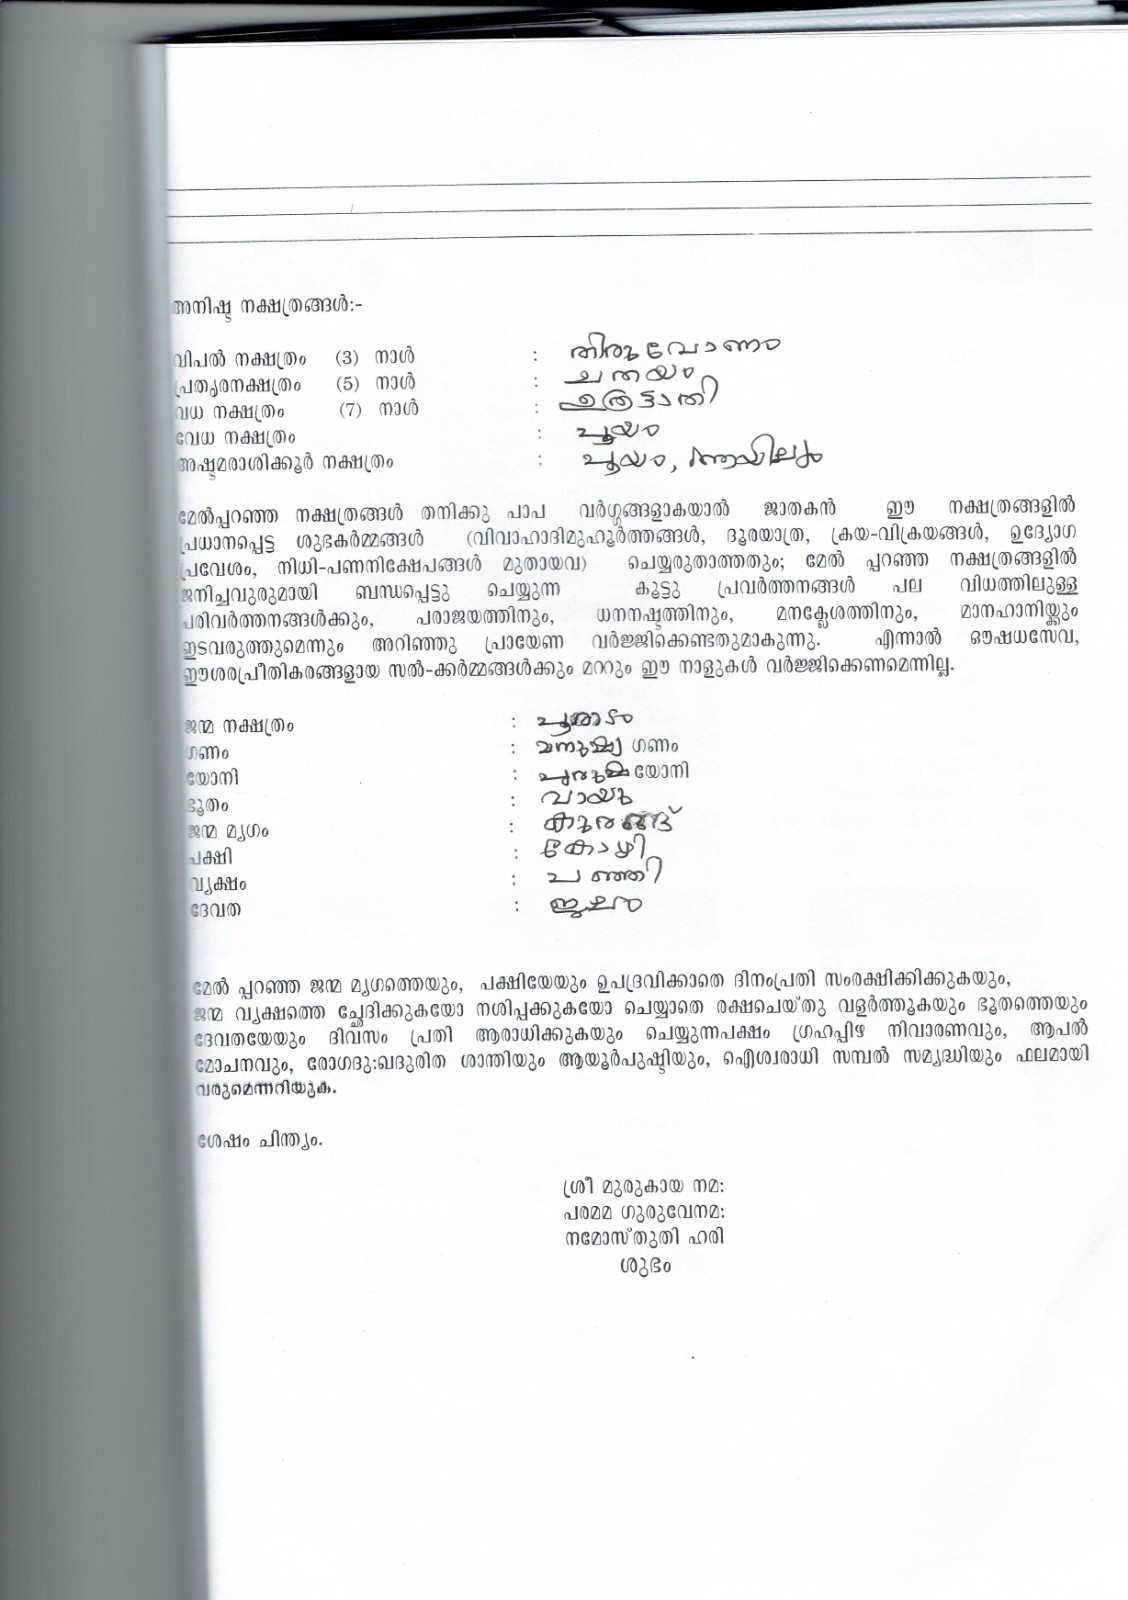 അനിഷ്ട നക്ഷത്രങ്ങൾ:-
വിപൽ നക്ഷത്രം (3) നാൾ : തിരുവോണം
പ്രത്യരനക്ഷത്രം (5) നാൾ : ചതയം
വധ നക്ഷത്രം (7) നാൾ : ഉത്രട്ടാതി
വേധ നക്ഷത്രം : പൂയം
അഷ്ടമരാശിക്കൂർ നക്ഷത്രം : പൂയം, ആയില്യം
മേൽപ്പറഞ്ഞ നക്ഷത്രങ്ങൾ തനിക്കു പാപ വർഗ്ഗങ്ങളാകയാൽ ജാതകൻ ഈ നക്ഷത്രങ്ങളിൽ
പ്രധാനപ്പെട്ട ശുഭകർമ്മങ്ങൾ (വിവാഹാദിമുഹൂർത്തങ്ങൾ, ദൂരയാത്ര, ക്രയ-വിക്രയങ്ങൾ, ഉദ്യോഗ
പ്രവേശം, നിധി-പണനിക്ഷേപങ്ങൾ മുതായവ) ചെയ്യരുതാത്തതും; മേൽ പ്പറഞ്ഞ നക്ഷത്രങ്ങളിൽ
ജനിച്ചവുരുമായി ബന്ധപ്പെട്ടു ചെയ്യുന്ന കൂട്ടു പ്രവർത്തനങ്ങൾ പല വിധത്തിലുള്ള
പരിവർത്തനങ്ങൾക്കും, പരാജയത്തിനും, ധനനഷ്ടത്തിനും, മനക്ലേശത്തിനും, മാനഹാനിയ്ക്കും
ഇടവരുത്തുമെന്നും അറിഞ്ഞു പ്രായേണ വർജ്ജിക്കെണ്ടതുമാകുന്നു. എന്നാൽ ഔഷധസേവ,
ഈശരപ്രീതികരങ്ങളായ സൽ-ക്കർമ്മങ്ങൾക്കും മററും ഈ നാളുകൾ വർജ്ജിക്കെണമെന്നില്ല.
ജന്മ നക്ഷത്രം : പൂരാടം
ഗണം : മനുഷ്യ ഗണം
യോനി : പുരുഷ യോനി
ഭൂതം : വായു
ജന്മ മൃഗം : കുരങ്ങ്
പക്ഷി : കോഴി
വൃക്ഷം : വഞ്ഞി
ദേവത : ജലം
മേൽ പ്പറഞ്ഞ ജന്മ മൃഗത്തെയും, പക്ഷിയേയും ഉപദ്രവിക്കാതെ ദിനംപ്രതി സംരക്ഷിക്കിക്കുകയും,
ജന്മ വൃക്ഷത്തെ ച്ഛേദിക്കുകയോ നശിപ്പക്കുകയോ ചെയ്യാതെ രക്ഷചെയ്തു വളർത്തൂകയും ഭൂതത്തെയും
ദേവതയേയും ദിവസം പ്രതി ആരാധിക്കുകയും ചെയ്യുന്നപക്ഷം ഗ്രഹപ്പിഴ നിവാരണവും, ആപൽ
മോചനവും, രോഗദു:ഖദുരിത ശാന്തിയും ആയൂർപുഷ്ടിയും, ഐശ്വരാധി സമ്പൽ സമൃദ്ധിയും ഫലമായി
വരുമെന്നറിയൂക.
ശേഷം ചിന്ത്യം.
ശ്രീ മുരുകായ നമ:
പരമമ ഗുരുവേനമ:
നമോസ്തുതി ഹരി
ശുഭം